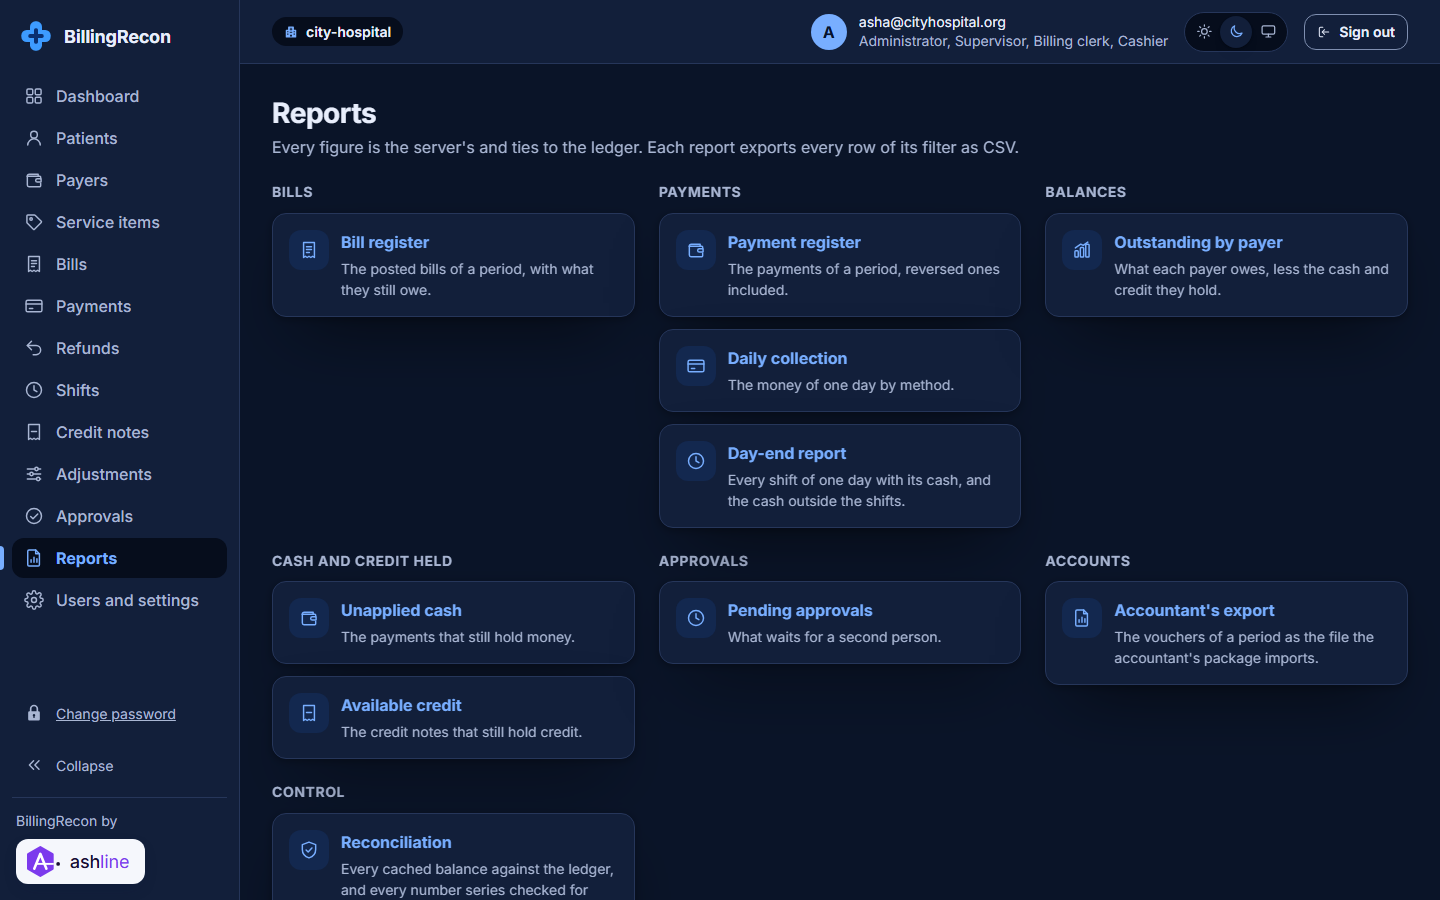 BillingRecon
Dashboard
Patients
Payers
Service items
Bills
Payments
Refunds
Shifts
Credit notes
Adjustments
Approvals
Reports
Users and settings
Change password
Collapse
BillingRecon by
ashline
city-hospital
A
asha@cityhospital.org
Administrator, Supervisor, Billing clerk, Cashier
Sign out
Reports
Every figure is the server's and ties to the ledger. Each report exports every row of its filter as CSV.
BILLS
Bill register
The posted bills of a period, with what
they still owe.
PAYMENTS
Payment register
The payments of a period, reversed ones
included.
Daily collection
The money of one day by method.
Day-end report
Every shift of one day with its cash, and
the cash outside the shifts.
BALANCES
Outstanding by payer
What each payer owes, less the cash and
credit they hold.
CASH AND CREDIT HELD
Unapplied cash
The payments that still hold money.
Available credit
The credit notes that still hold credit.
APPROVALS
Pending approvals
What waits for a second person.
ACCOUNTS
Accountant's export
The vouchers of a period as the file the
accountant's package imports.
CONTROL
Reconciliation
Every cached balance against the ledger,
and every number series checked for